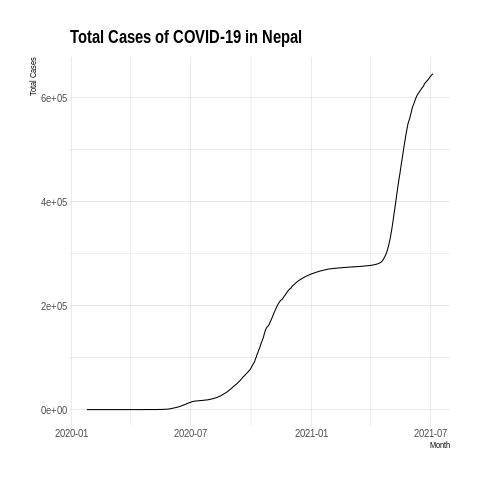 Total Cases of COVID-19 in Nepal
Total Cases
6e+05
4e+05
2e+05
0e+00
2020-01 2020-07 2021-01 2021-07
Month